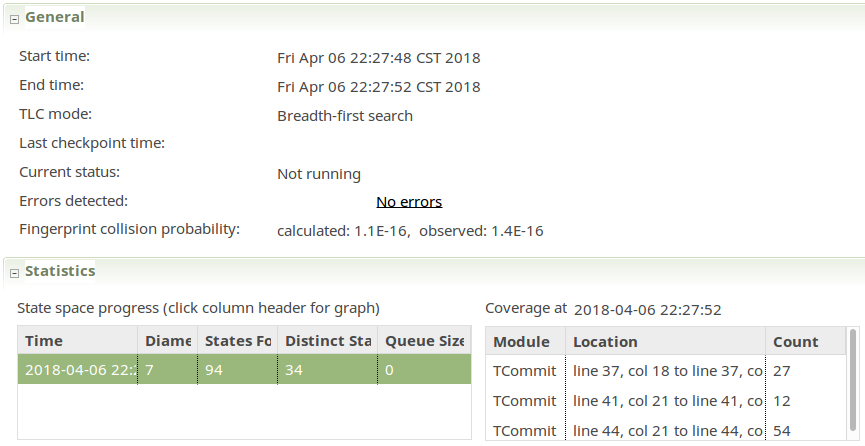 General
Start time: Fri Apr 06 22:27:48 CST 2018
End time: Fri Apr 06 22:27:52 CST 2018
TLC mode: Breadth-first search
Last checkpoint time:
Current status: Not running
Errors detected: No errors
Fingerprint collision probability: calculated: 1.1E-16, observed: 1.4E-16
Statistics
State space progress (click column header for graph)
Time Diame States Fo Distinct Sta Queue Size
2018-04-06 22:2 7 94 34 0
Coverage at 2018-04-06 22:27:52
Module Location Count
TCommit line 37, col 18 to line 37, co 27
TCommit line 41, col 21 to line 41, co 12
TCommit line 44, col 21 to line 44, co 54